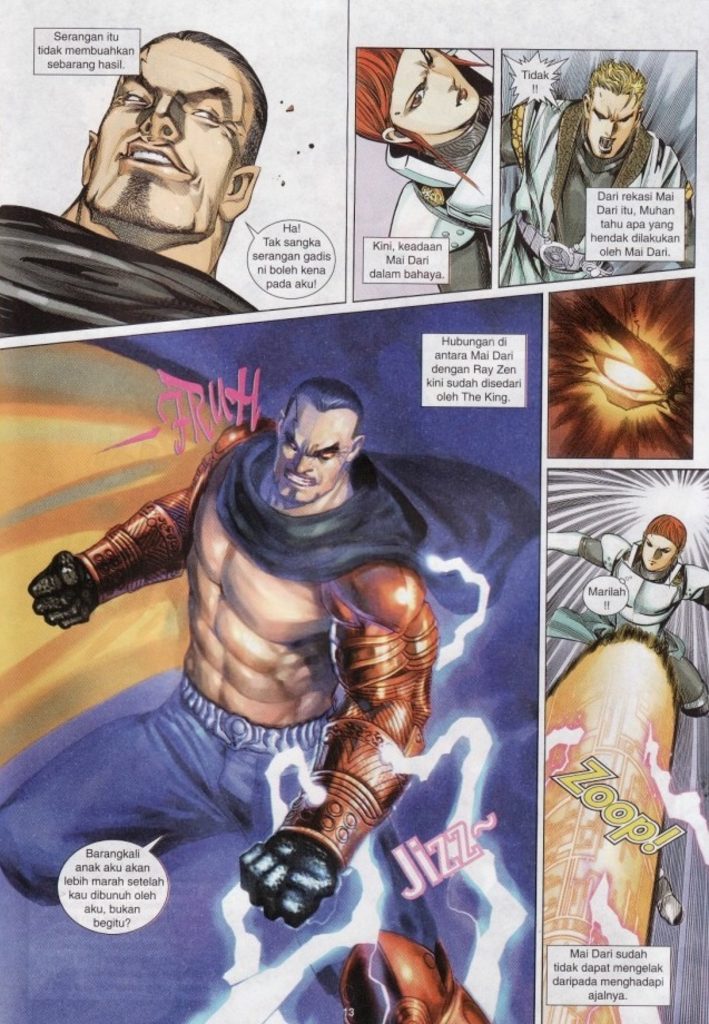 Serangan itu
tidak membuahkan
sebarang hasil.
Ha!
Tak sangka
serangan gadis
ni boleh kena
pada aku!
Kini, keadaan
Mai Dari
dalam bahaya.
Tidak
!!
Dari rekasi Mai
Dari itu, Muhan
tahu apa yang
hendak dilakukan
oleh Mai Dari.
Hubungan di
antara Mai Dari
dengan Ray Zen
kini sudah disedari
oleh The King.
Barangkali
anak aku akan
lebih marah setelah
kau dibunuh oleh
aku, bukan
begitu?
Jizz~
Marilah
!!
Zoop!
Mai Dari sudah
tidak dapat mengelak
daripada menghadapi
ajalnya.
13